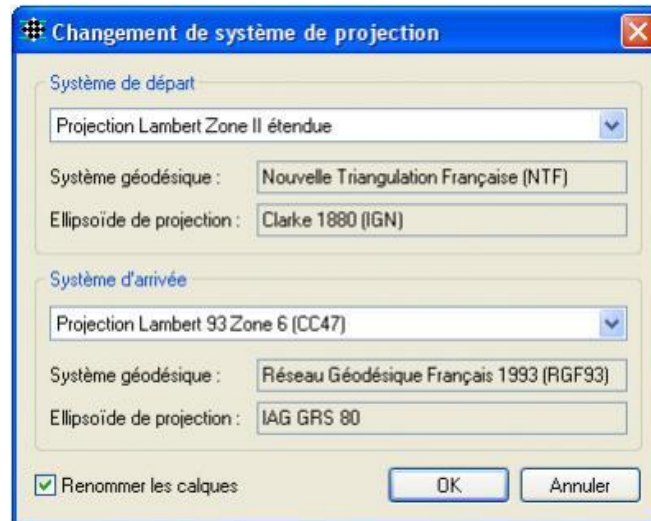 Changement de système de projection
Système de départ
Projection Lambert Zone II étendue
Système géodésique : Nouvelle Triangulation Française (NTF)
Ellipsoïde de projection : Clarke 1880 (IGN)
Système d'arrivée
Projection Lambert 93 Zone 6 (CC47)
Système géodésique : Réseau Géodésique Français 1993 (RGF93)
Ellipsoïde de projection : IAG GRS 80
Renommer les calques OK Annuler